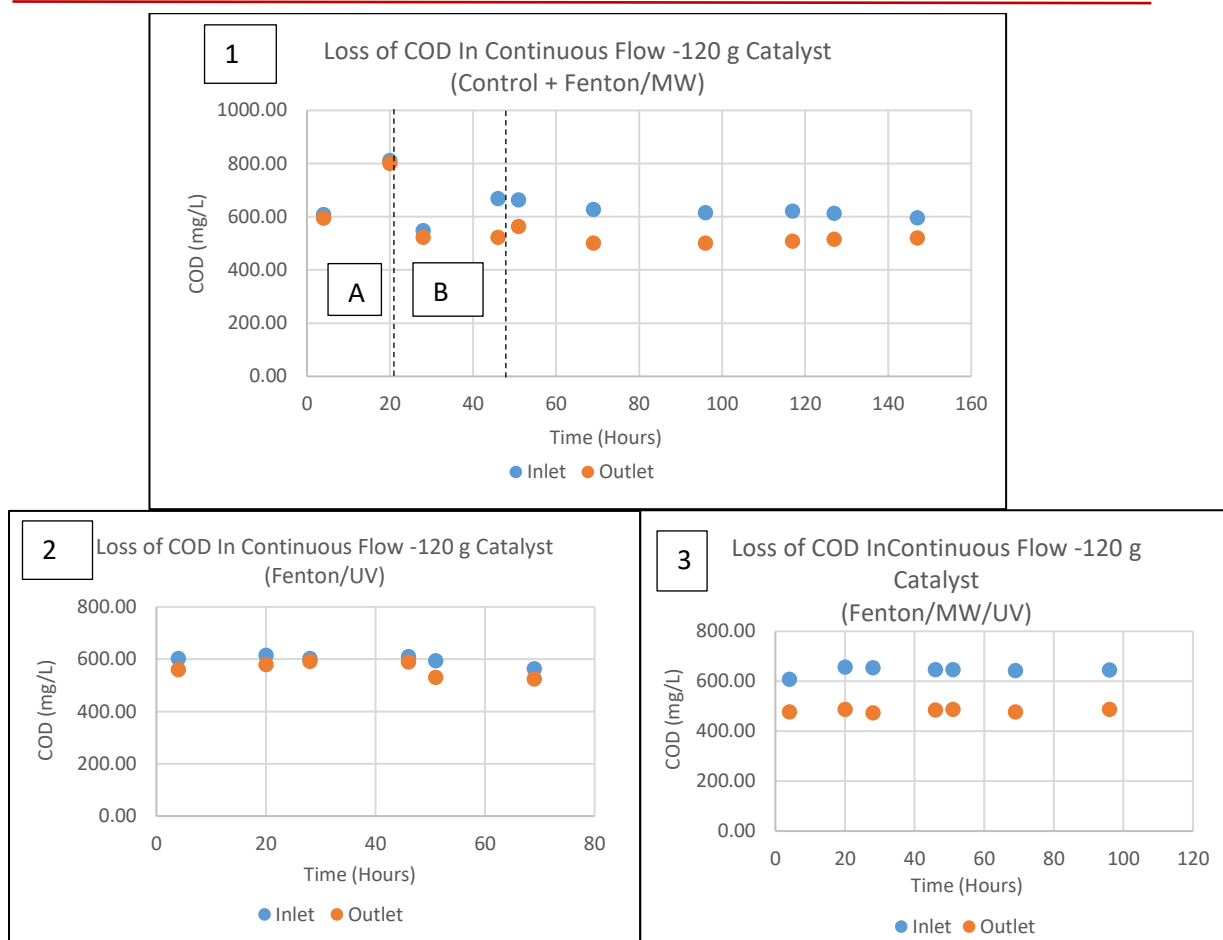 1
Loss of COD In Continuous Flow -120 g Catalyst
(Control + Fenton/MW)
1000.00
800.00
600.00
400.00
200.00
0.00
COD (mg/L)
A
B
0 20 40 60 80 100 120 140 160
Time (Hours)
Inlet Outlet
2
Loss of COD In Continuous Flow -120 g Catalyst
(Fenton/UV)
800.00
600.00
400.00
200.00
0.00
COD (mg/L)
0 20 40 60 80
Time (Hours)
Inlet Outlet
3
Loss of COD InContinuous Flow -120 g
Catalyst
(Fenton/MW/UV)
800.00
600.00
400.00
200.00
0.00
COD (mg/L)
0 20 40 60 80 100 120
Time (Hours)
Inlet Outlet